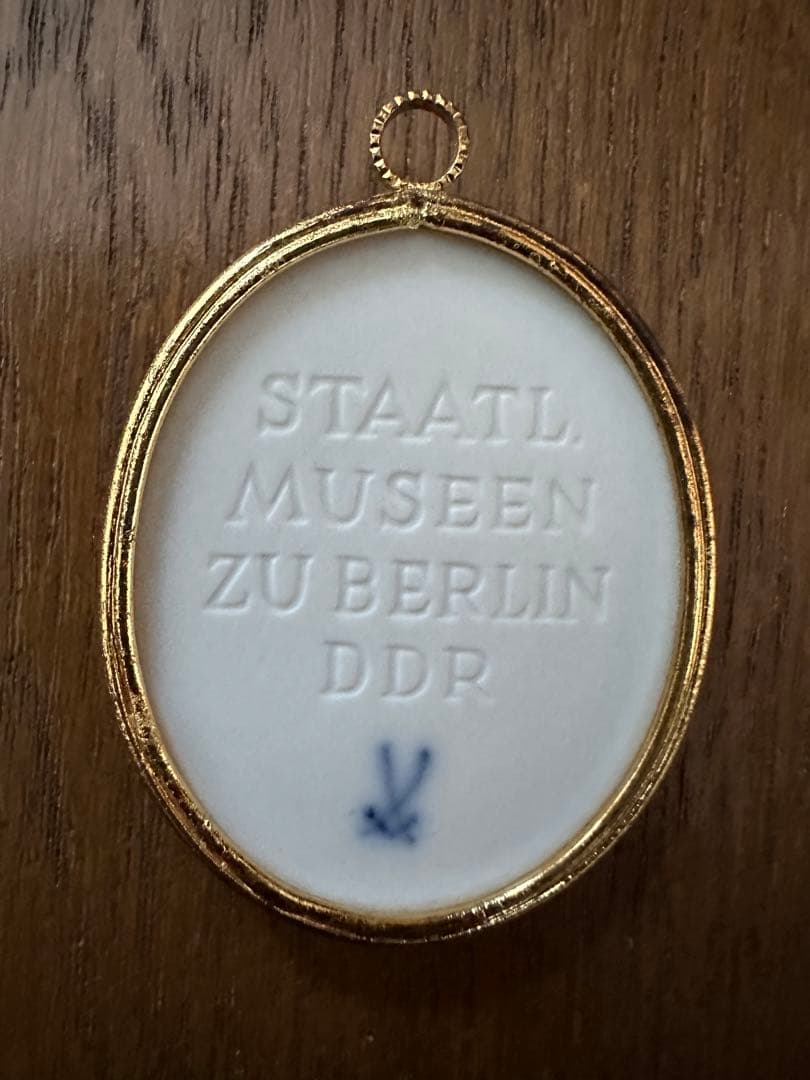 STAATL.
MUSEEN
ZU BERLIN
DDR